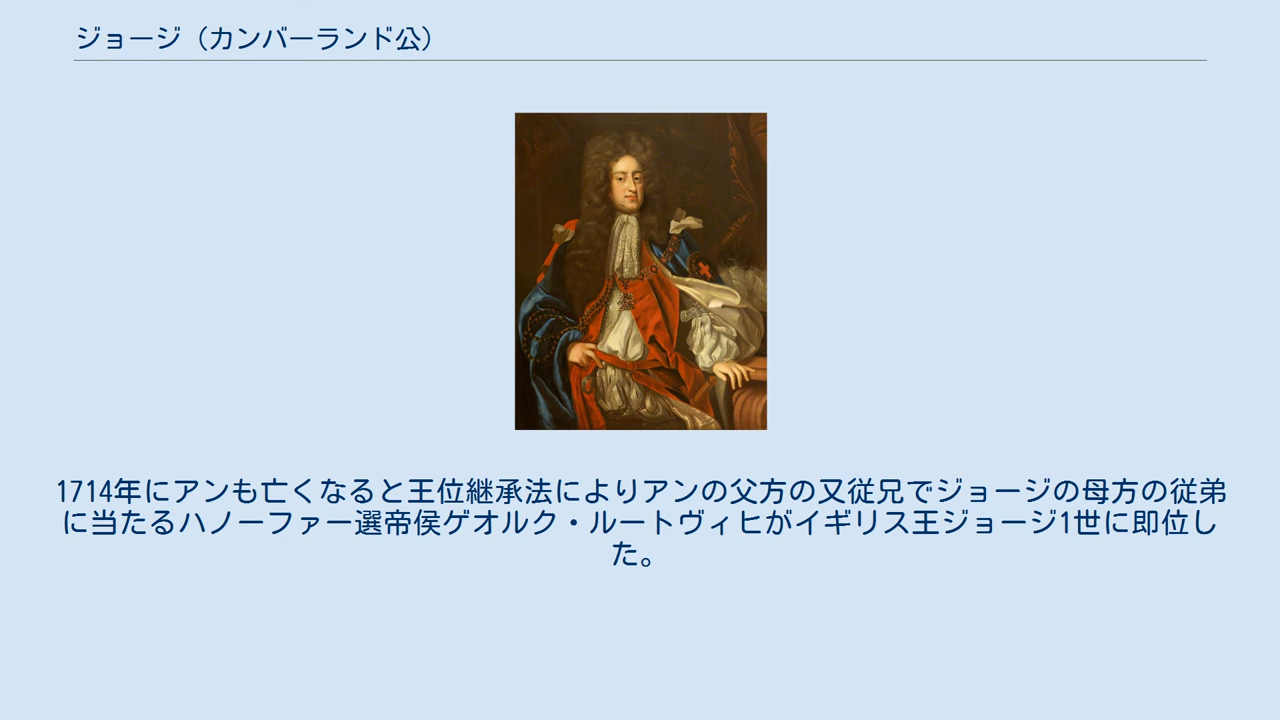 ジョージ（カンバーランド公）
1714年にアンも亡くなると王位継承法によりアンの父方の又従兄でジョージの母方の従弟
に当たるハノーファー選帝侯ゲオルク・ルートヴィヒがイギリス王ジョージ1世に即位し
た。